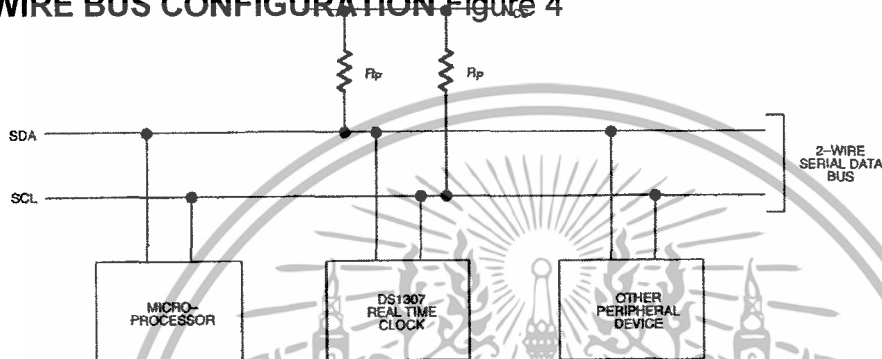 WIRE BUS CONFIGURATION Figure 4
VCC
RP
RP
SDA
SCL
2–WIRE
SERIAL DATA
BUS
MICRO–
PROCESSOR
DS1307
REAL TIME
CLOCK
OTHER
PERIPHERAL
DEVICE